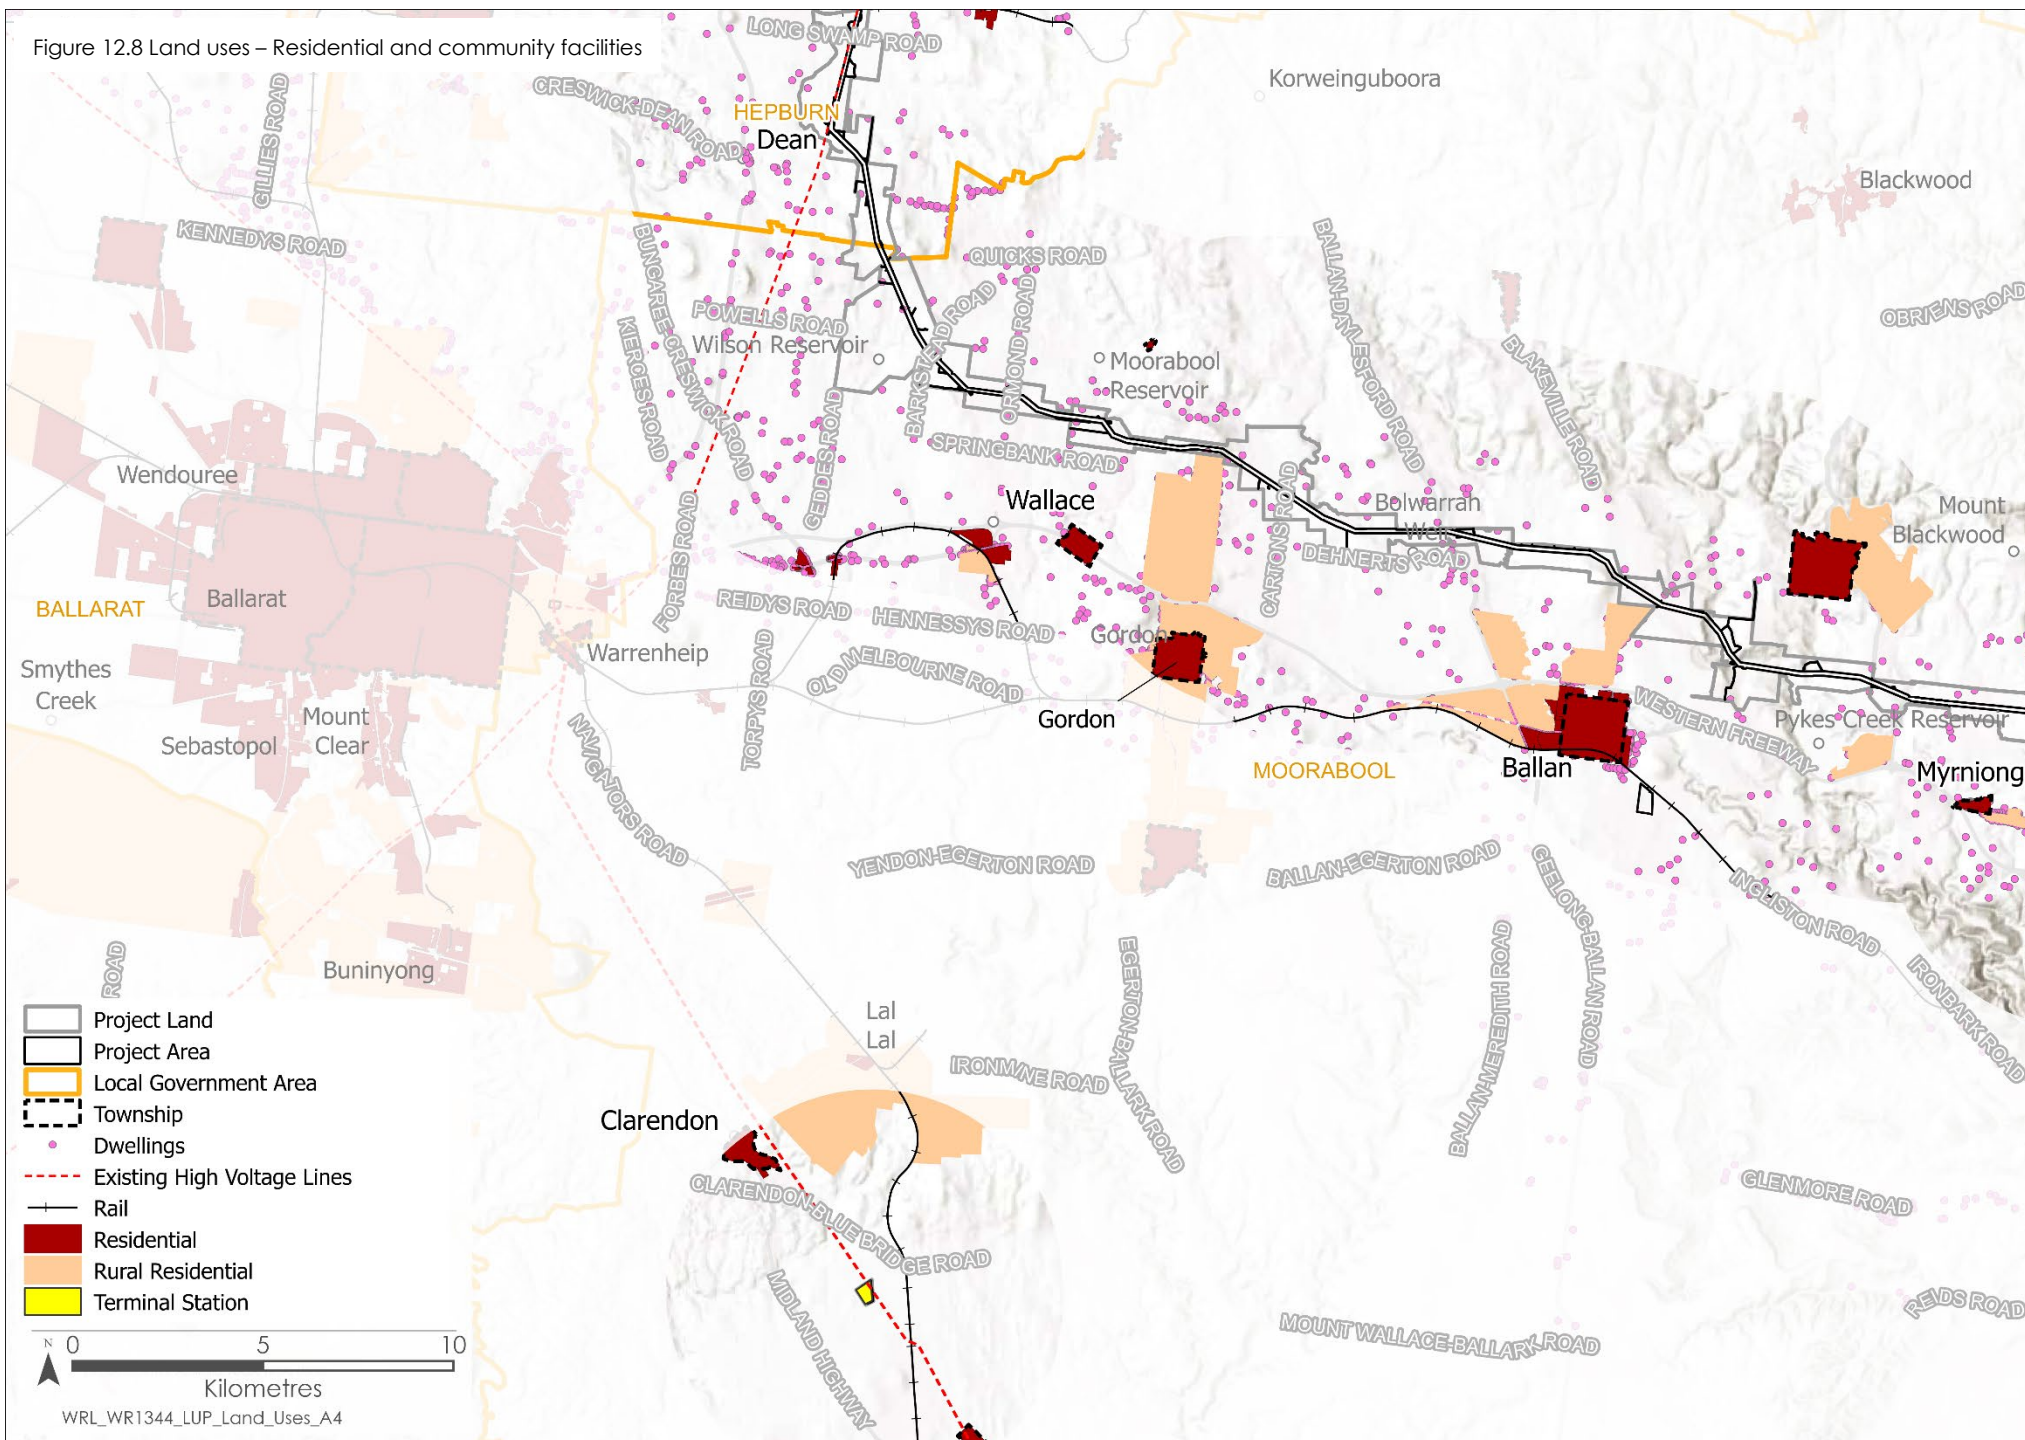 Figure 12.8 Land uses – Residential and community facilities
LONG SWAMP ROAD
Korweinguboora
GILLIES ROAD
CRESWICK-DEAN ROAD
HEPBURN
Dean
Blackwood
KENNEDYS ROAD
BUNGAREE-CRESWICK ROAD
QUICKS ROAD
BALLAN-DAYLESFORD ROAD
OBRIENS ROAD
POWELLS ROAD
Wilson Reservoir
KIERCES ROAD
BARKSTEAD ROAD
ORMOND ROAD
Moorabool
Reservoir
BLAKEVILLE ROAD
GEDDES ROAD
SPRINGBANK ROAD
Wendouree
Wallace
CARTONS ROAD
Bolwarrah
Weir
DEHNERTS ROAD
Mount
Blackwood
FORBES ROAD
BALLARAT
Ballarat
REIDYS ROAD
HENNESSYS ROAD
Gordon
Warrenheip
Smythes
Creek
TORPYS ROAD
OLD MELBOURNE ROAD
Gordon
WESTERN FREEWAY
Pykes Creek Reservoir
Mount
Clear
Sebastopol
NAVIGATORS ROAD
MOORABOOL
Ballan
Myrniong
YENDON-EGERTON ROAD
BALLAN-EGERTON ROAD
GEELONG-BALLAN ROAD
INGLISTON ROAD
ROAD
Buninyong
EGERTON-BALLARK ROAD
BALLAN-MEREDITH ROAD
IRONBARK ROAD
Lal
Lal
IRONMINE ROAD
Clarendon
CLARENDON-BLUE BRIDGE ROAD
GLENMORE ROAD
MIDLAND HIGHWAY
MOUNT WALLACE-BALLARK ROAD
REIDS ROAD
Project Land
Project Area
Local Government Area
Township
Dwellings
Existing High Voltage Lines
Rail
Residential
Rural Residential
Terminal Station
N 0 5 10
Kilometres
WRL_WR1344_LUP_Land_Uses_A4